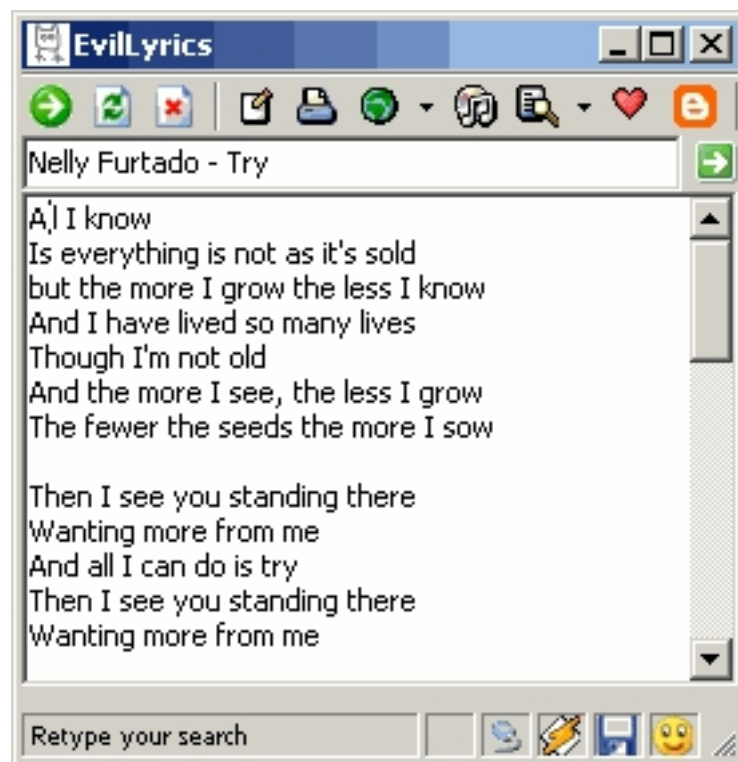 EvilLyrics
Nelly Furtado - Try
All I know
Is everything is not as it's sold
but the more I grow the less I know
And I have lived so many lives
Though I'm not old
And the more I see, the less I grow
The fewer the seeds the more I sow
Then I see you standing there
Wanting more from me
And all I can do is try
Then I see you standing there
Wanting more from me
Retype your search